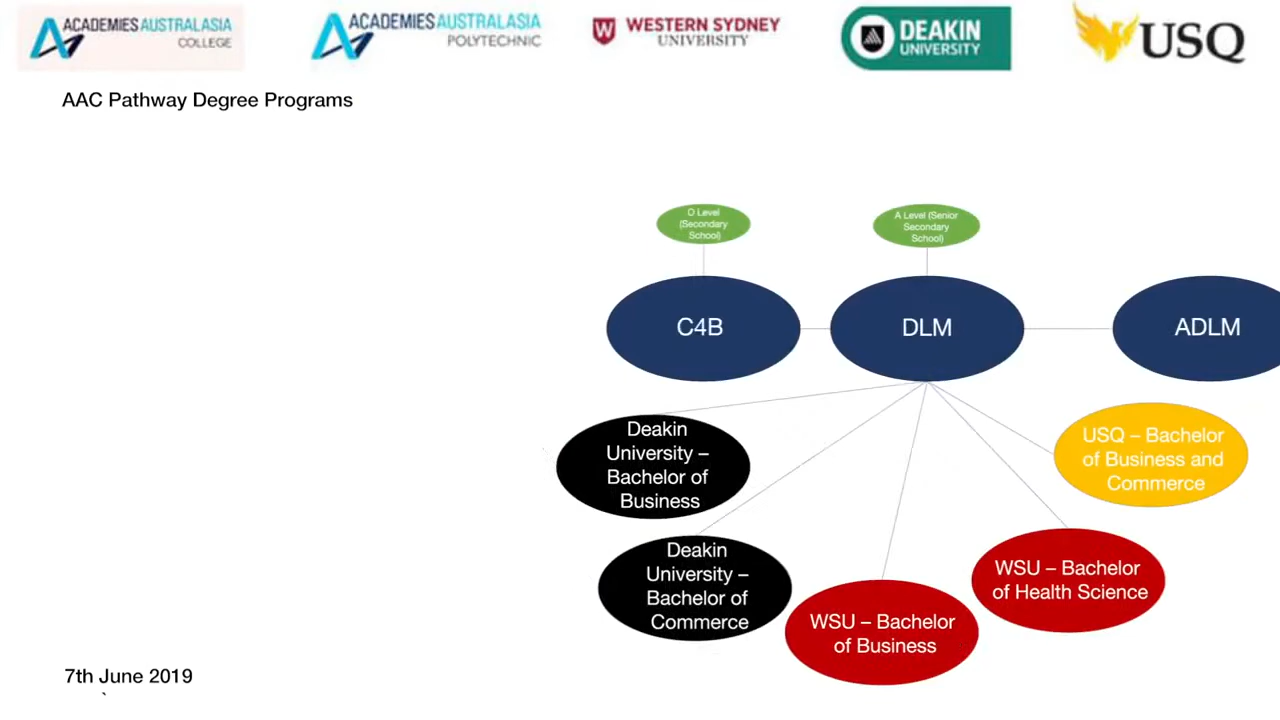 ACADEMIES AUSTRALASIA
COLLEGE
ACADEMIES AUSTRALASIA
POLYTECHNIC
WESTERN SYDNEY
UNIVERSITY
DEAKIN
UNIVERSITY
USQ
AAC Pathway Degree Programs
O Level
(Secondary
School)
A Level (Senior
Secondary
School)
C4B
DLM
ADLM
Deakin
University –
Bachelor of
Business
USQ – Bachelor
of Business and
Commerce
Deakin
University –
Bachelor of
Commerce
WSU – Bachelor
of Health Science
WSU – Bachelor
of Business
7th June 2019
`